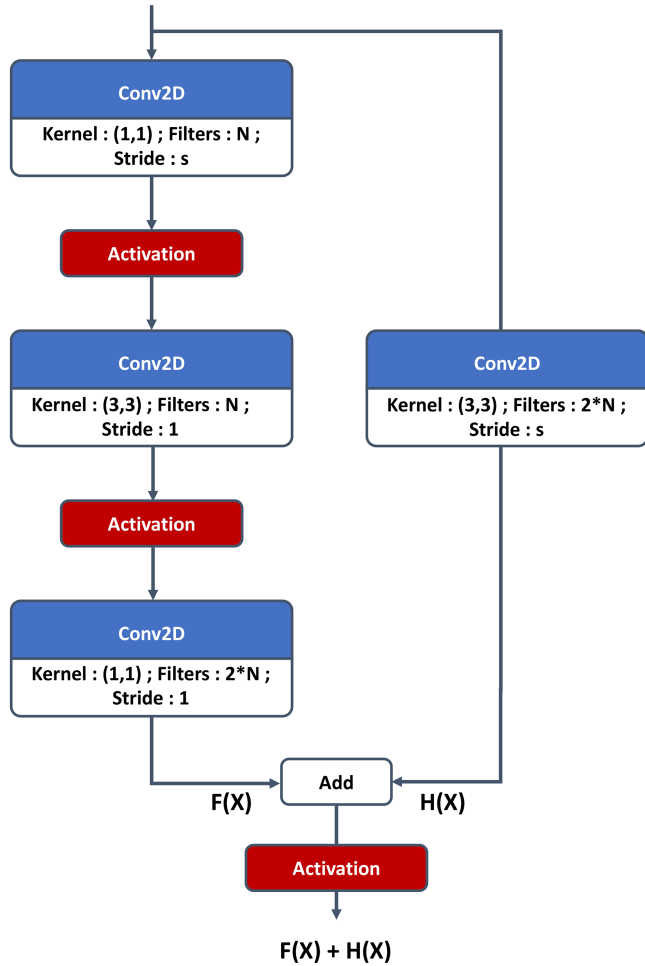 Conv2D
Kernel : (1,1) ; Filters : N ;
Stride : s
Activation
Conv2D
Kernel : (3,3) ; Filters : N ;
Stride : 1
Conv2D
Kernel : (3,3) ; Filters : 2*N ;
Stride : s
Activation
Conv2D
Kernel : (1,1) ; Filters : 2*N ;
Stride : 1
Add
F(X)
H(X)
Activation
F(X) + H(X)